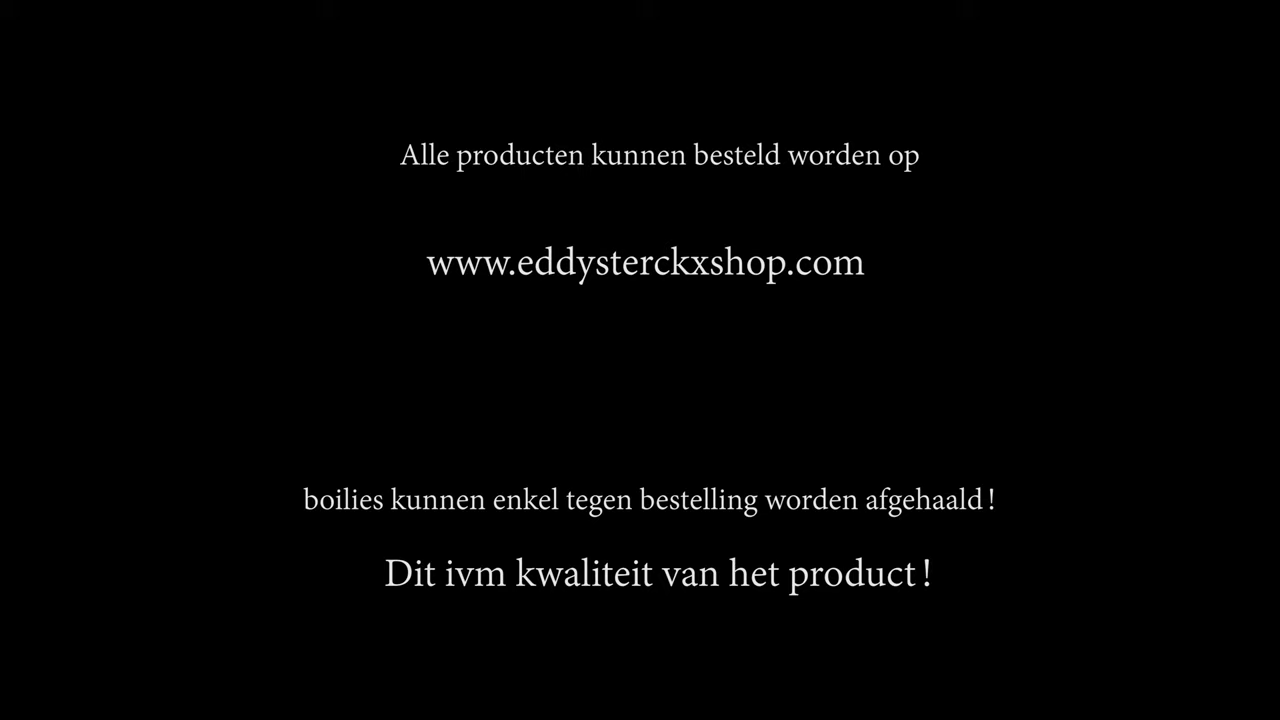 Alle producten kunnen besteld worden op
www.eddysterckxshop.com
boilies kunnen enkel tegen bestelling worden afgehaald!
Dit ivm kwaliteit van het product!